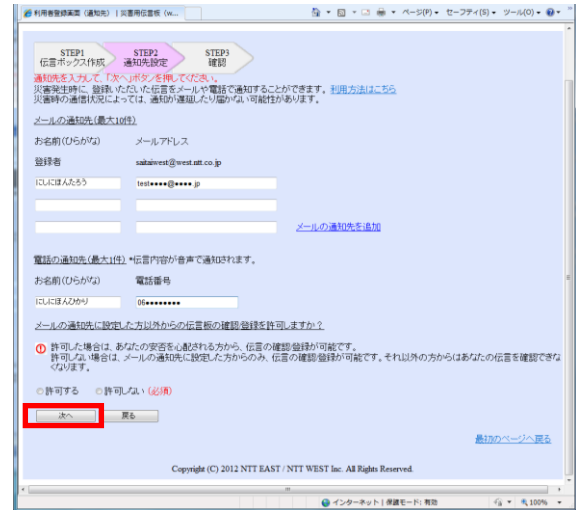 利用者登録画面（通知先） | 災害用伝言板（w...
ページ(P) セーフティ(S) ツール(O)
STEP1 STEP2 STEP3
伝言ボックス作成 通知先設定 確認
通知先を入力して、「次へ」ボタンを押してください。
災害発生時に、登録いただいた伝言をメールや電話で通知することができます。 利用方法はこちら
災害時の通信状況によっては、通知が遅延したり届かない可能性があります。
メールの通知先(最大10件)
お名前(ひらがな) メールアドレス
登録者 saitaiwest@west.ntt.co.jp
にしにほんたろう test●●●●@●●●●.jp
メールの通知先を追加
電話の通知先(最大1件) *伝言内容が音声で通知されます。
お名前(ひらがな) 電話番号
にしにほんひかり 06●●●●●●●●
メールの通知先に設定した方以外からの伝言板の確認/登録を許可しますか？
許可した場合は、あなたの安否を心配される方から、伝言の確認/登録が可能です。
許可しない場合は、メールの通知先に設定した方からのみ、伝言の確認/登録が可能です。それ以外の方からはあなたの伝言を確認できな
くなります。
許可する 許可しない (必須)
次へ 戻る
最初のページへ戻る
Copyright (C) 2012 NTT EAST / NTT WEST Inc. All Rights Reserved.
インターネット | 保護モード: 有効 100%